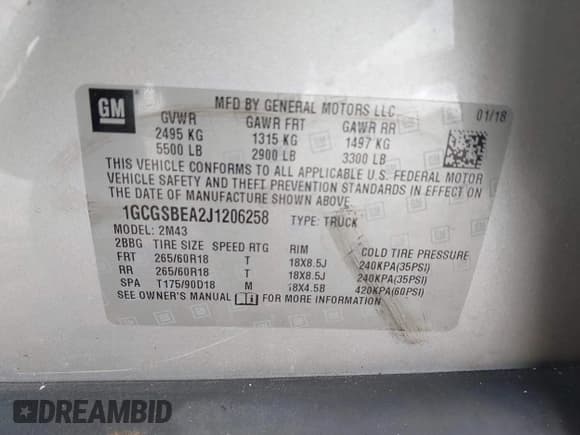 GM
MFD BY GENERAL MOTORS LLC
01/18
GVWR GAWR FRT GAWR RR
2495 KG 1315 KG 1497 KG
5500 LB 2900 LB 3300 LB
THIS VEHICLE CONFORMS TO ALL APPLICABLE U.S. FEDERAL MOTOR
VEHICLE SAFETY AND THEFT PREVENTION STANDARDS IN EFFECT ON
THE DATE OF MANUFACTURE SHOWN ABOVE.
1GCGSBEA2J1206258 TYPE: TRUCK
MODEL: 2M43
2BBG TIRE SIZE SPEED RTG RIM COLD TIRE PRESSURE
FRT 265/60R18 T 18X8.5J 240KPA(35PSI)
RR 265/60R18 T 18X8.5J 240KPA(35PSI)
SPA T175/90D18 M 18X4.5B 420KPA(60PSI)
SEE OWNER'S MANUAL FOR MORE INFORMATION
DREAMBID